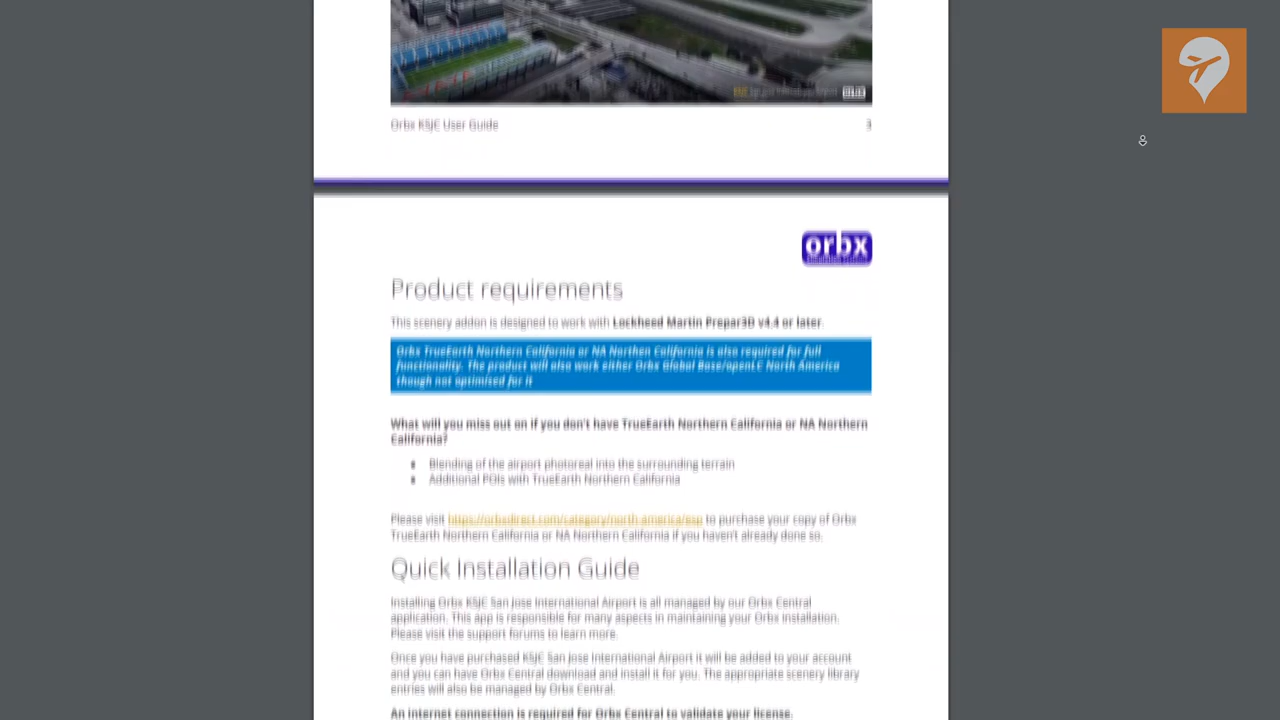 orbx
Orbx KSJC User Guide
3
orbx
Product requirements
This scenery addon is designed to work with Lockheed Martin Prepar3D v4.4 or later.
Orbx TrueEarth Northern California or NA Northen California is also required for full
functionality. The product will also work either Orbx Global Base/openLC North America
though not optimised for it
What will you miss out on if you don't have TrueEarth Northern California or NA Northern
California?
• Blending of the airport photoreal into the surrounding terrain
• Additional POIs with TrueEarth Northern California
Please visit https://orbxdirect.com/category/north-america/esp to purchase your copy of Orbx
TrueEarth Northern California or NA Northern California if you haven't already done so.
Quick Installation Guide
Installing Orbx KSJC San Jose International Airport is all managed by our Orbx Central
application. This app is responsible for many aspects in maintaining your Orbx installation.
Please visit the support forums to learn more.
Once you have purchased KSJC San Jose International Airport it will be added to your account
and you can have Orbx Central download and install it for you. The appropriate scenery library
entries will also be managed by Orbx Central.
An internet connection is required for Orbx Central to validate your license.